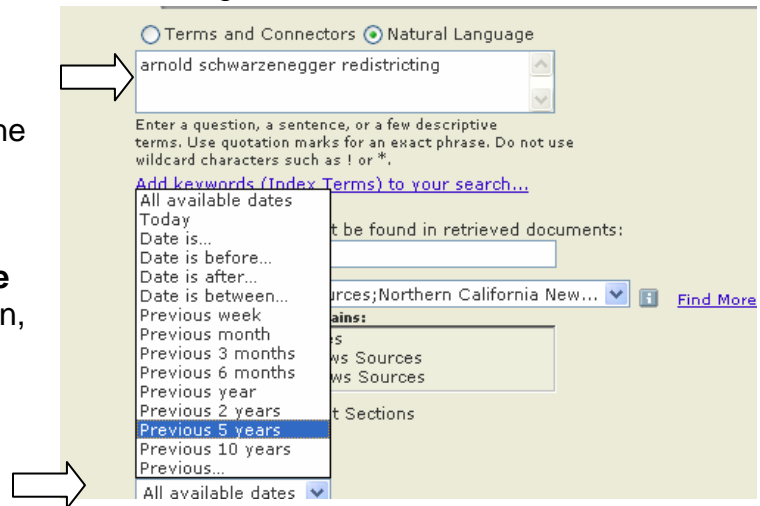 Terms and Connectors Natural Language
arnold schwarzenegger redistricting
Enter a question, a sentence, or a few descriptive
terms. Use quotation marks for an exact phrase. Do not use
wildcard characters such as ! or *.
Add keywords (Index Terms) to your search...
All available dates
Today
Date is...
Date is before...
Date is after...
Date is between...
Previous week
Previous month
Previous 3 months
Previous 6 months
Previous year
Previous 2 years
Previous 5 years
Previous 10 years
Previous...
t be found in retrieved documents:
urces;Northern California New... Find More
ains:
es
ws Sources
ws Sources
t Sections
All available dates
ne
e
n,